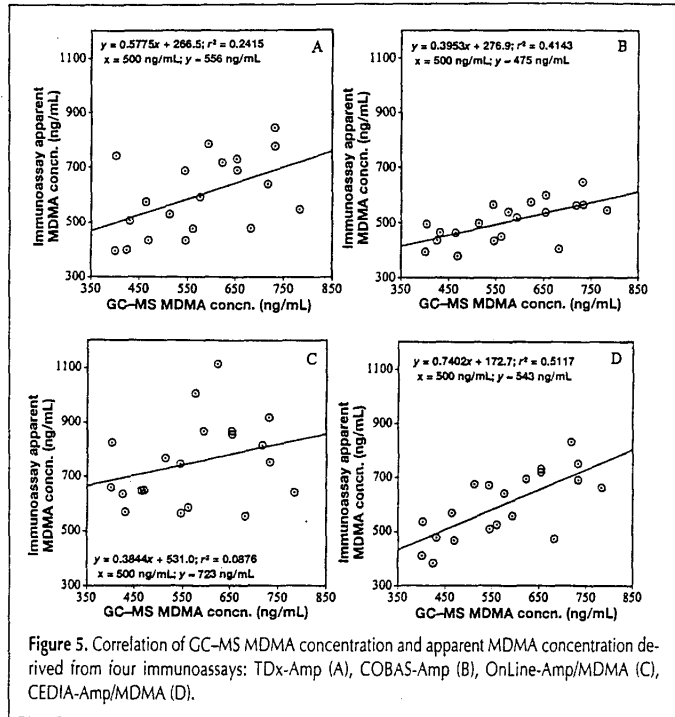 y = 0.5775x + 266.5; r² = 0.2415
x = 500 ng/mL; y = 556 ng/mL
A
Immunoassay apparent
MDMA concn. (ng/mL)
1100
900
700
500
300
350 450 550 650 750 850
GC–MS MDMA concn. (ng/mL)
y = 0.3953x + 276.9; r² = 0.4143
x = 500 ng/mL; y = 475 ng/mL
B
Immunoassay apparent
MDMA concn. (ng/mL)
1100
900
700
500
300
350 450 550 650 750 850
GC–MS MDMA concn. (ng/mL)
C
Immunoassay apparent
MDMA concn. (ng/mL)
1100
900
700
500
300
y = 0.3844x + 531.0; r² = 0.0876
x = 500 ng/mL; y = 723 ng/mL
350 450 550 650 750 850
GC–MS MDMA concn. (ng/mL)
y = 0.7402x + 172.7; r² = 0.5117
x = 500 ng/mL; y = 543 ng/mL
D
Immunoassay apparent
MDMA concn. (ng/mL)
1100
900
700
500
300
350 450 550 650 750 850
GC–MS MDMA concn. (ng/mL)
Figure 5. Correlation of GC–MS MDMA concentration and apparent MDMA concentration de-
rived from four immunoassays: TDx-Amp (A), COBAS-Amp (B), OnLine-Amp/MDMA (C),
CEDIA-Amp/MDMA (D).